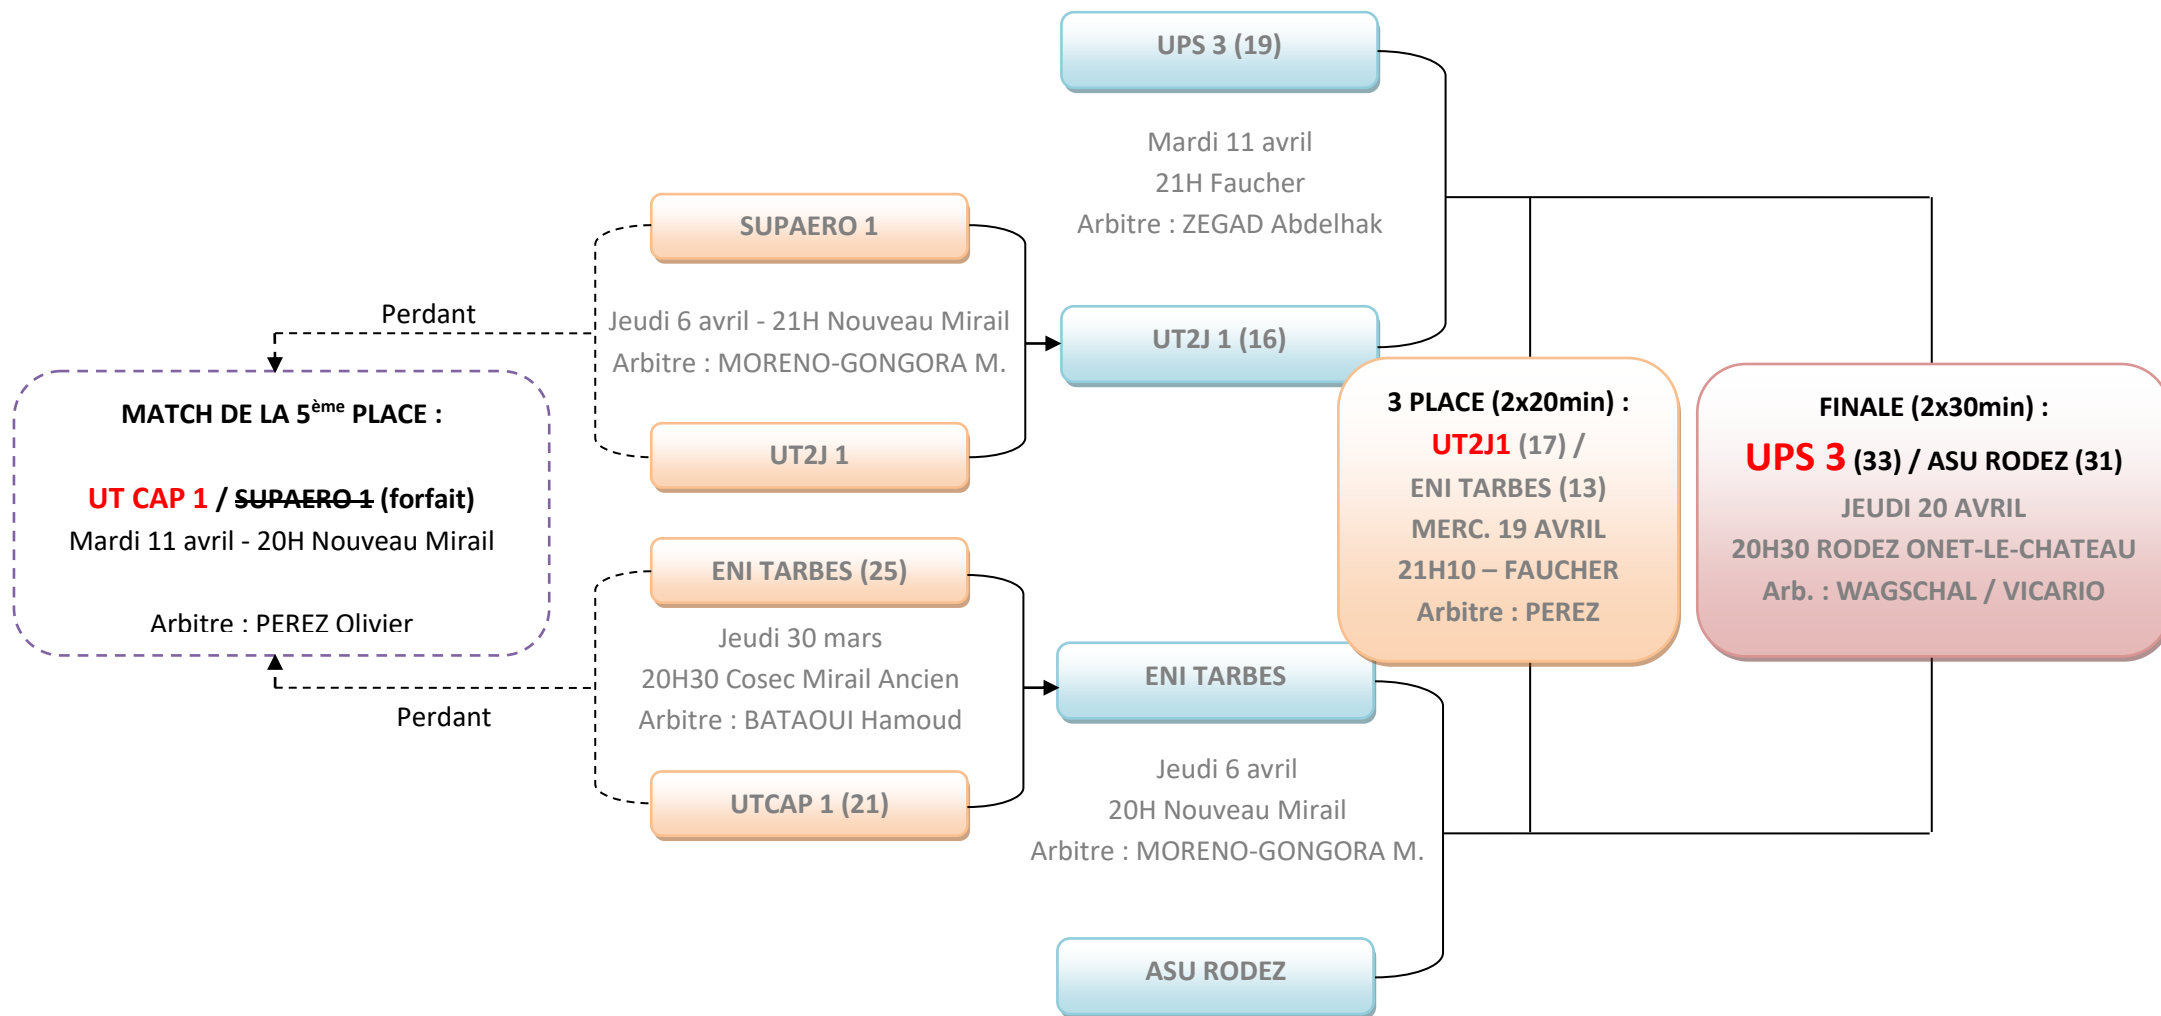 UPS 3 (19)
Mardi 11 avril
21H Faucher
Arbitre : ZEGAD Abdelhak
UT2J 1 (16)
SUPAERO 1
Jeudi 6 avril - 21H Nouveau Mirail
Arbitre : MORENO-GONGORA M.
UT2J 1
Perdant
MATCH DE LA 5ème PLACE :
UT CAP 1 / SUPAERO 1 (forfait)
Mardi 11 avril - 20H Nouveau Mirail
Arbitre : PEREZ Olivier
Perdant
ENI TARBES (25)
Jeudi 30 mars
20H30 Cosec Mirail Ancien
Arbitre : BATAOUI Hamoud
UTCAP 1 (21)
ENI TARBES
Jeudi 6 avril
20H Nouveau Mirail
Arbitre : MORENO-GONGORA M.
ASU RODEZ
3 PLACE (2x20min) :
UT2J1 (17) /
ENI TARBES (13)
MERC. 19 AVRIL
21H10 – FAUCHER
Arbitre : PEREZ
FINALE (2x30min) :
UPS 3 (33) / ASU RODEZ (31)
JEUDI 20 AVRIL
20H30 RODEZ ONET-LE-CHATEAU
Arb. : WAGSCHAL / VICARIO